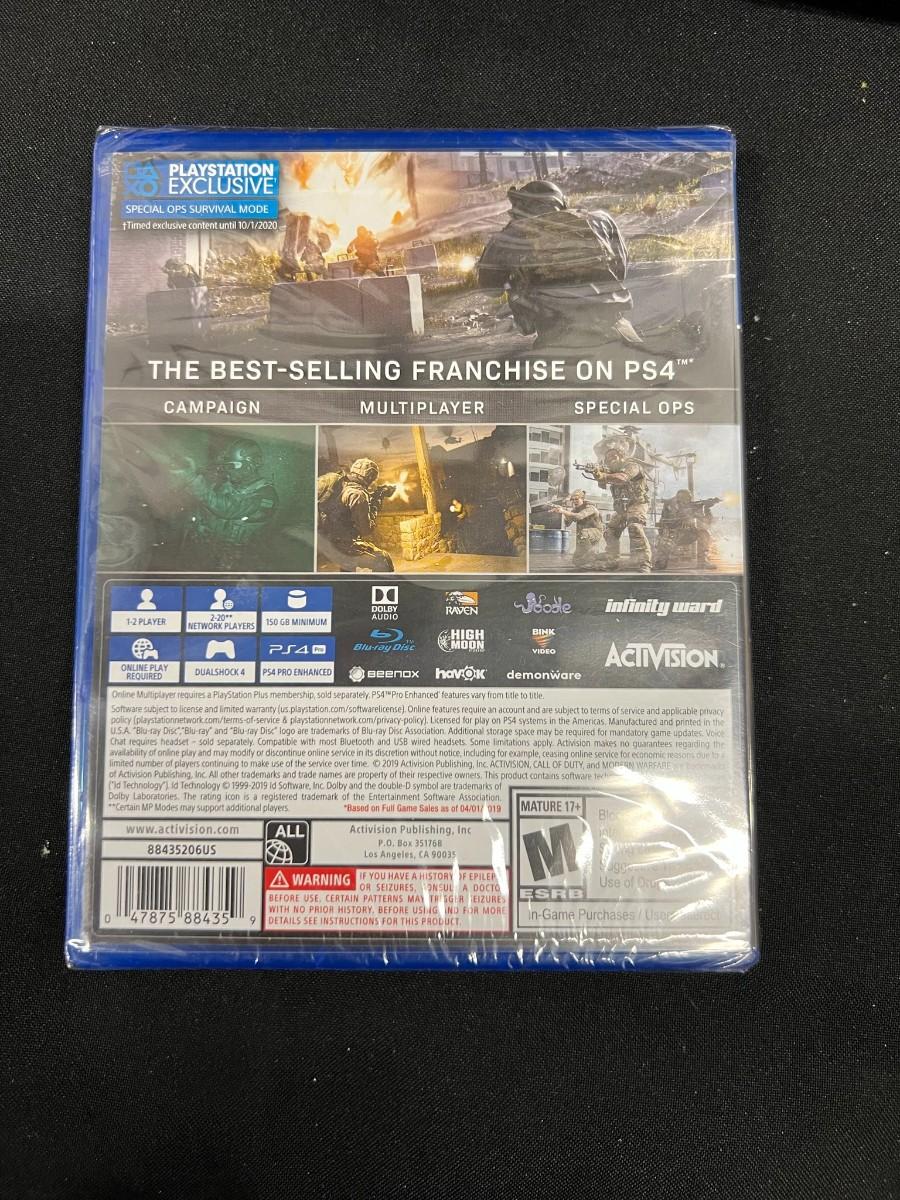 PLAYSTATION
EXCLUSIVE†
SPECIAL OPS SURVIVAL MODE
†Timed exclusive content until 10/1/2020
THE BEST-SELLING FRANCHISE ON PS4™*
CAMPAIGN MULTIPLAYER SPECIAL OPS
1-2 PLAYER
2-20**
NETWORK PLAYERS
150 GB MINIMUM
DOLBY
AUDIO
RAVEN
infinity ward
ONLINE PLAY
REQUIRED
DUALSHOCK 4
PS4 Pro
PS4 PRO ENHANCED
Blu-ray Disc™
HIGH
MOON
BINK
VIDEO
ACTIVISION®
Beenox
havok
demonware
Online Multiplayer requires a PlayStation Plus membership, sold separately. PS4™Pro Enhanced features vary from title to title.
Software subject to license and limited warranty (us.playstation.com/softwarelicense). Online features require an account and are subject to terms of service and applicable privacy
policy (playstationnetwork.com/terms-of-service & playstationnetwork.com/privacy-policy). Licensed for play on PS4 systems in the Americas. Manufactured and printed in the
U.S.A. "Blu-ray Disc","Blu-ray" and "Blu-ray Disc" logo are trademarks of Blu-ray Disc Association. Additional storage space may be required for mandatory game updates. Voice
Chat requires headset – sold separately. Compatible with most Bluetooth and USB wired headsets. Some limitations apply. Activision makes no guarantees regarding the
availability of online play and may modify or discontinue online service in its discretion without notice, including for example, ceasing online service for economic reasons due to a
limited number of players continuing to make use of the service over time. © 2019 Activision Publishing, Inc. ACTIVISION, CALL OF DUTY, and MODERN WARFARE are trademarks
of Activision Publishing, Inc. All other trademarks and trade names are property of their respective owners. This product contains software
("Id Technology"). Id Technology © 1999-2019 Id Software, Inc. Dolby and the double-D symbol are trademarks of
Dolby Laboratories. The rating icon is a registered trademark of the Entertainment Software Association.
**Certain MP Modes may support additional players. *Based on Full Game Sales as of 04/01/2019
www.activision.com
88435206US
ALL
Activision Publishing, Inc
P.O. Box 351768
Los Angeles, CA 90035
WARNING IF YOU HAVE A HISTORY OF EPILEPSY
OR SEIZURES, CONSULT A DOCTOR
BEFORE USE. CERTAIN PATTERNS MAY TRIGGER SEIZURES
WITH NO PRIOR HISTORY. BEFORE USING AND FOR MORE
DETAILS SEE INSTRUCTIONS FOR THIS PRODUCT.
0 47875 88435 9
MATURE 17+
M
ESRB
Use of
In-Game Purchases / Users Interact